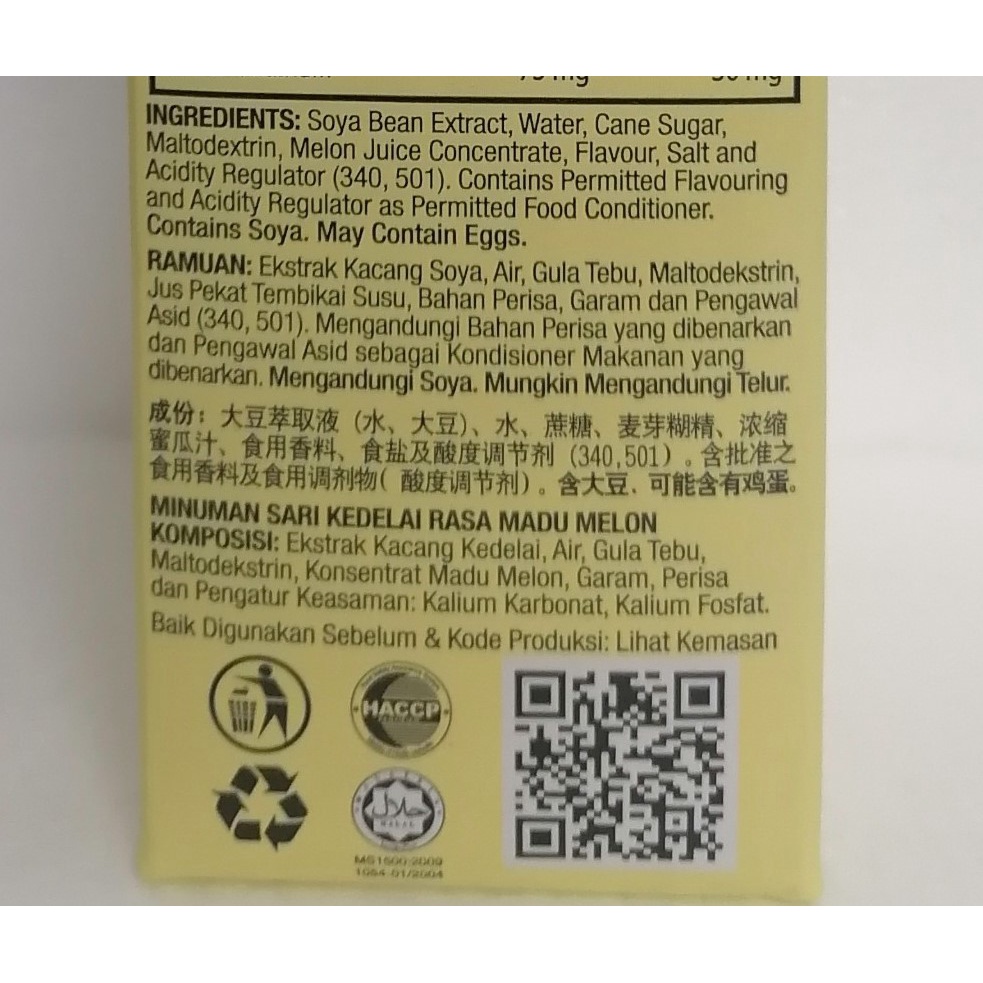 INGREDIENTS: Soya Bean Extract, Water, Cane Sugar,
Maltodextrin, Melon Juice Concentrate, Flavour, Salt and
Acidity Regulator (340, 501). Contains Permitted Flavouring
and Acidity Regulator as Permitted Food Conditioner.
Contains Soya. May Contain Eggs.
RAMUAN: Ekstrak Kacang Soya, Air, Gula Tebu, Maltodekstrin,
Jus Pekat Tembikai Susu, Bahan Perisa, Garam dan Pengawal
Asid (340, 501). Mengandungi Bahan Perisa yang dibenarkan
dan Pengawal Asid sebagai Kondisioner Makanan yang
dibenarkan. Mengandungi Soya. Mungkin Mengandungi Telur.
成份：大豆萃取液（水、大豆）、水、蔗糖、麦芽糊精、浓缩
蜜瓜汁、食用香料、食盐及酸度调节剂（340,501）。含批准之
食用香料及食用调剂物( 酸度调节剂）。含大豆. 可能含有鸡蛋。
MINUMAN SARI KEDELAI RASA MADU MELON
KOMPOSISI: Ekstrak Kacang Kedelai, Air, Gula Tebu,
Maltodekstrin, Konsentrat Madu Melon, Garam, Perisa
dan Pengatur Keasaman: Kalium Karbonat, Kalium Fosfat.
Baik Digunakan Sebelum & Kode Produksi: Lihat Kemasan
HACCP
حلال
HALAL
MS1500:2009
1084-01/2004